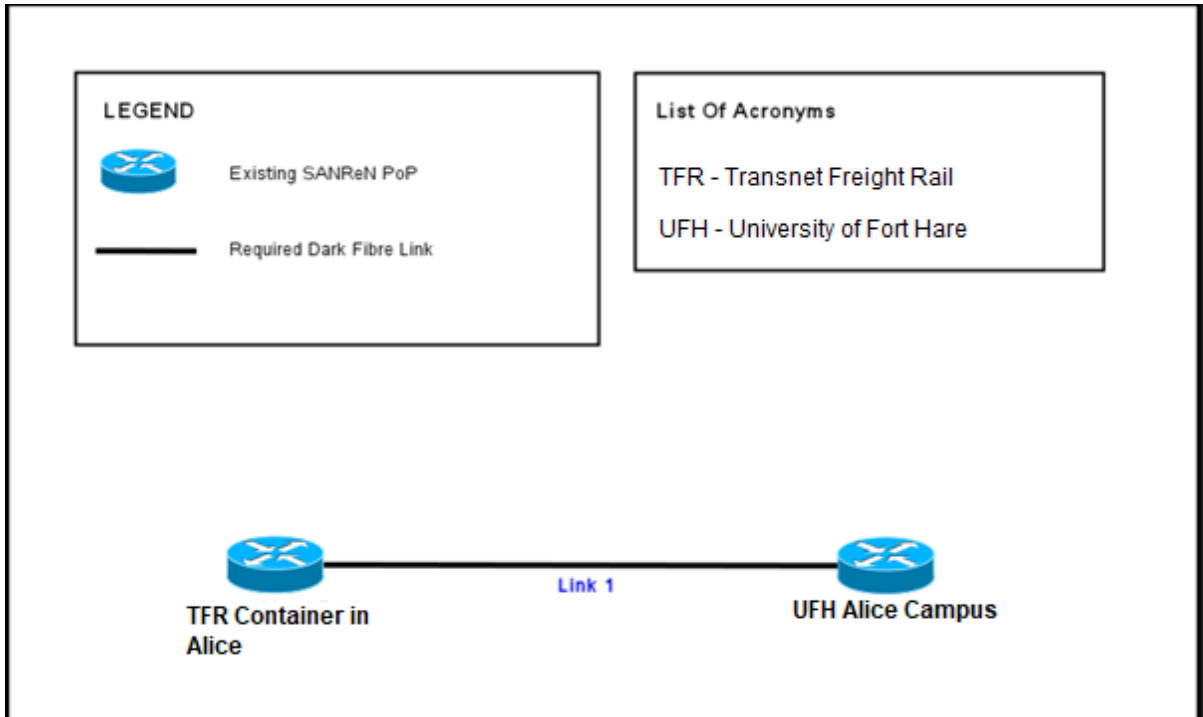 LEGEND
Existing SANReN PoP
Required Dark Fibre Link
List Of Acronyms
TFR - Transnet Freight Rail
UFH - University of Fort Hare
Link 1
TFR Container in
Alice
UFH Alice Campus